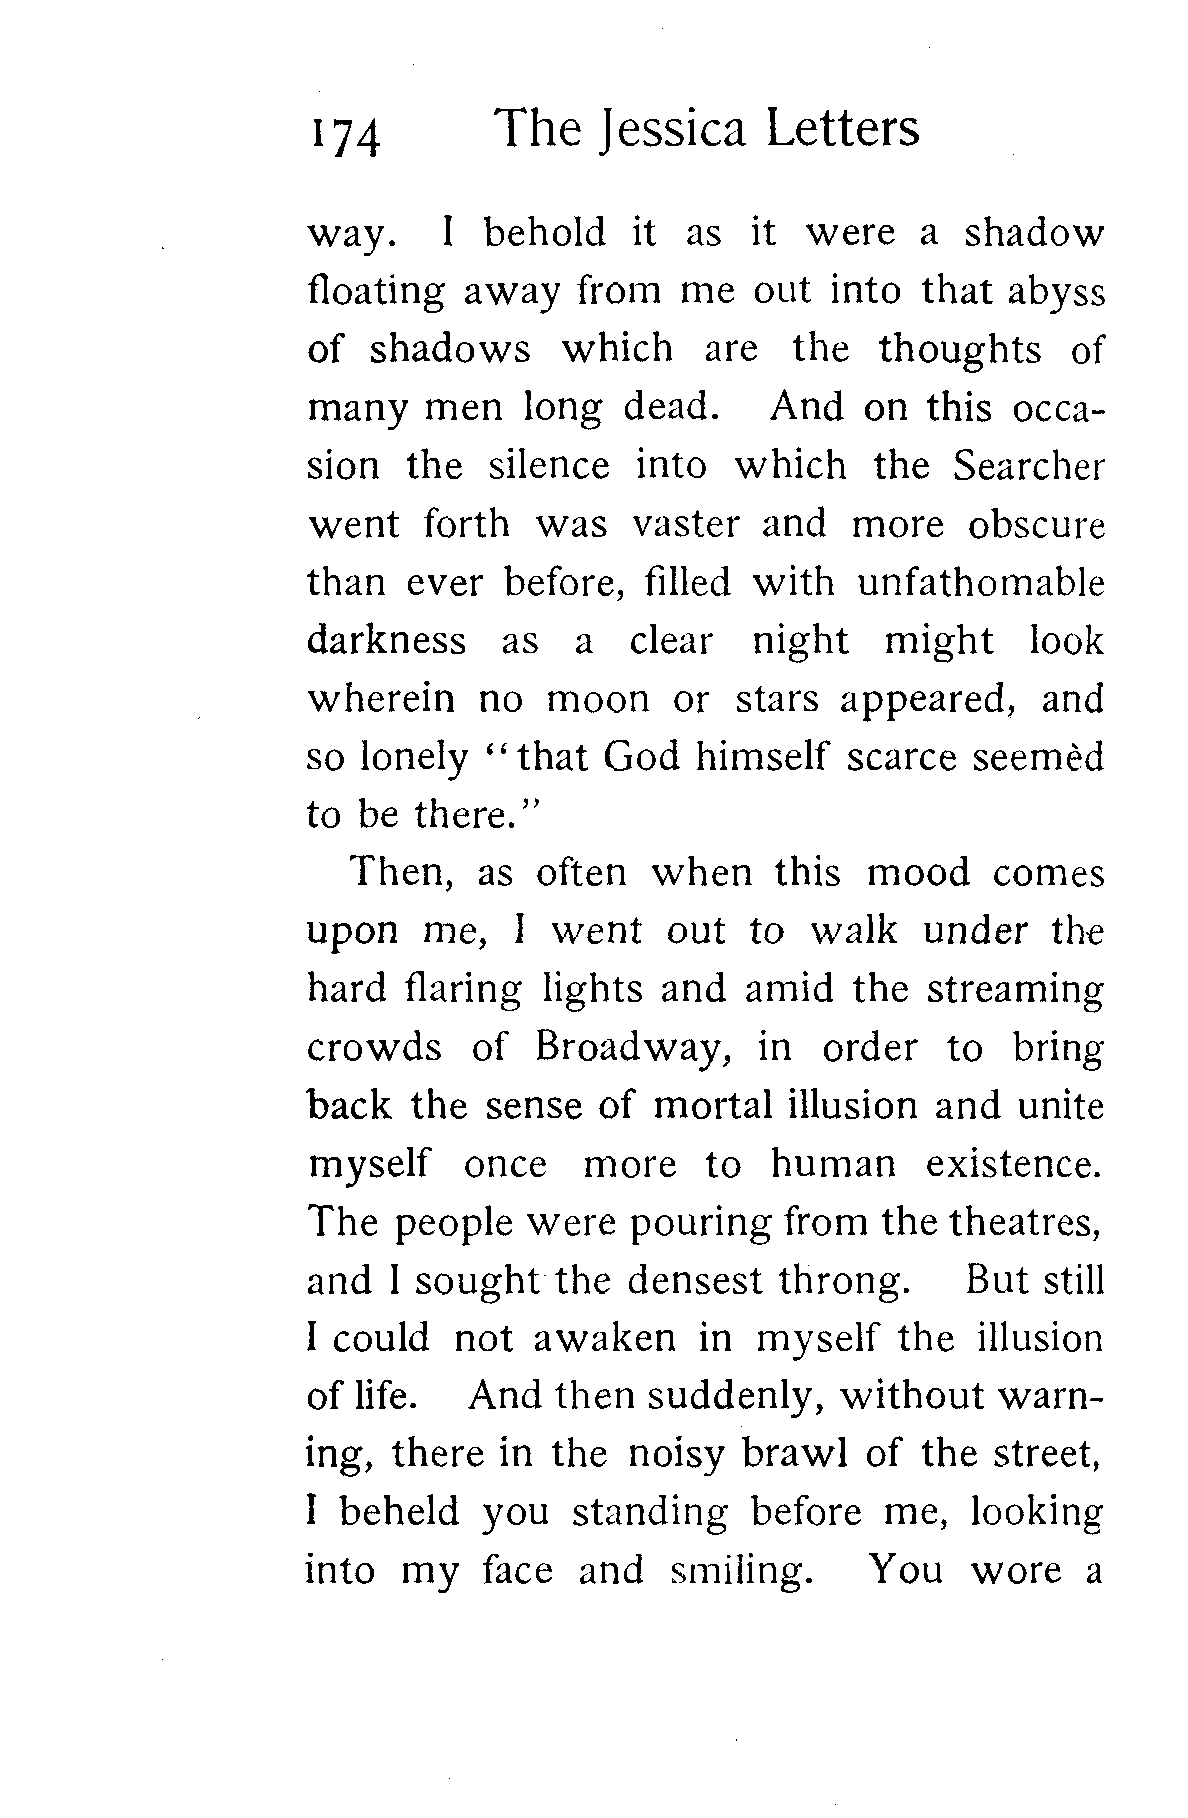 174 The Jessica Letters
way. I behold it as it were a shadow
floating away from me out into that abyss
of shadows which are the thoughts of
many men long dead. And on this occa-
sion the silence into which the Searcher
went forth was vaster and more obscure
than ever before, filled with unfathomable
darkness as a clear night might look
wherein no moon or stars appeared, and
so lonely “that God himself scarce seemèd
to be there.”
Then, as often when this mood comes
upon me, I went out to walk under the
hard flaring lights and amid the streaming
crowds of Broadway, in order to bring
back the sense of mortal illusion and unite
myself once more to human existence.
The people were pouring from the theatres,
and I sought the densest throng. But still
I could not awaken in myself the illusion
of life. And then suddenly, without warn-
ing, there in the noisy brawl of the street,
I beheld you standing before me, looking
into my face and smiling. You wore a